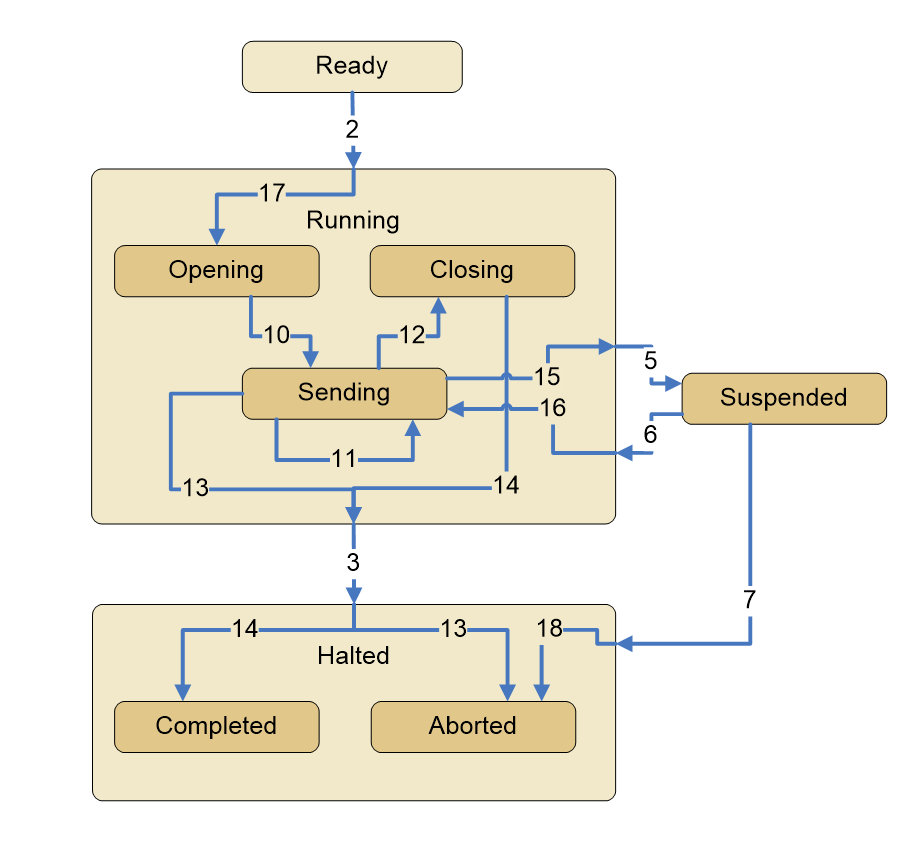 Ready
2
17
Running
Opening
Closing
10
12
5
15
Sending
Suspended
16
6
11
13
14
3
7
14
13
18
Halted
Completed
Aborted